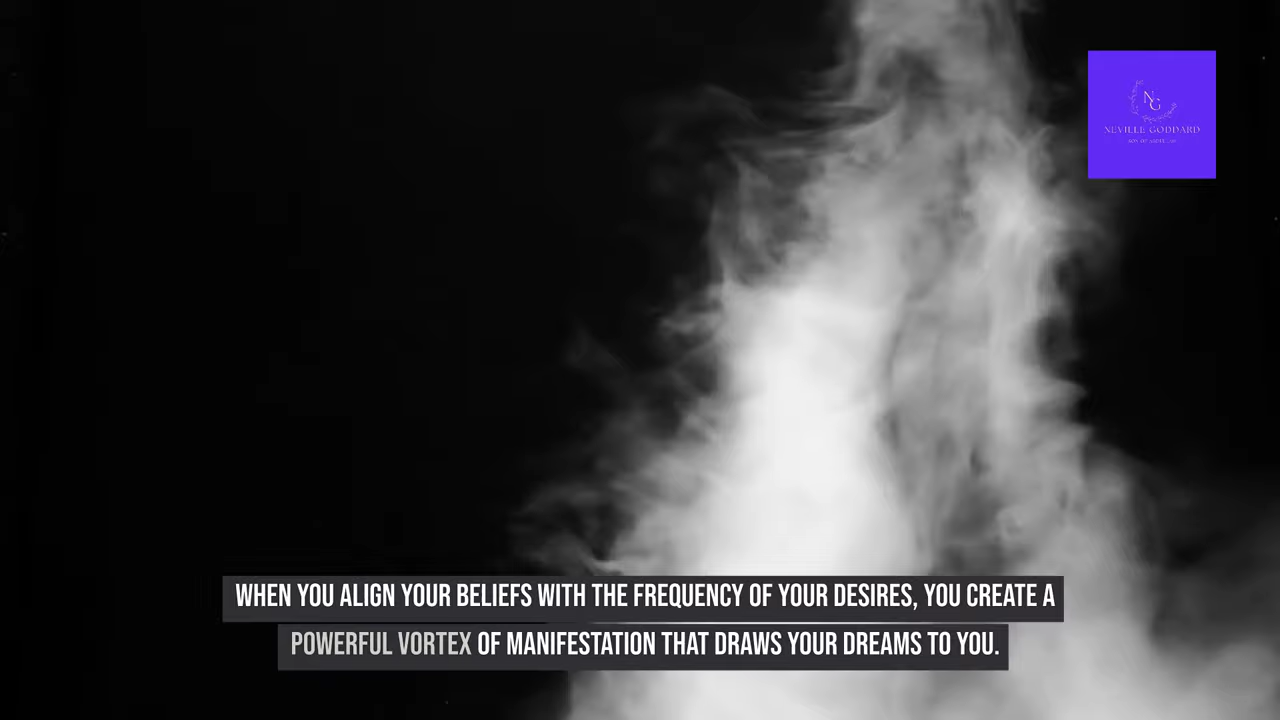 NG
NEVILLE GODDARD
WHEN YOU ALIGN YOUR BELIEFS WITH THE FREQUENCY OF YOUR DESIRES, YOU CREATE A
POWERFUL VORTEX OF MANIFESTATION THAT DRAWS YOUR DREAMS TO YOU.